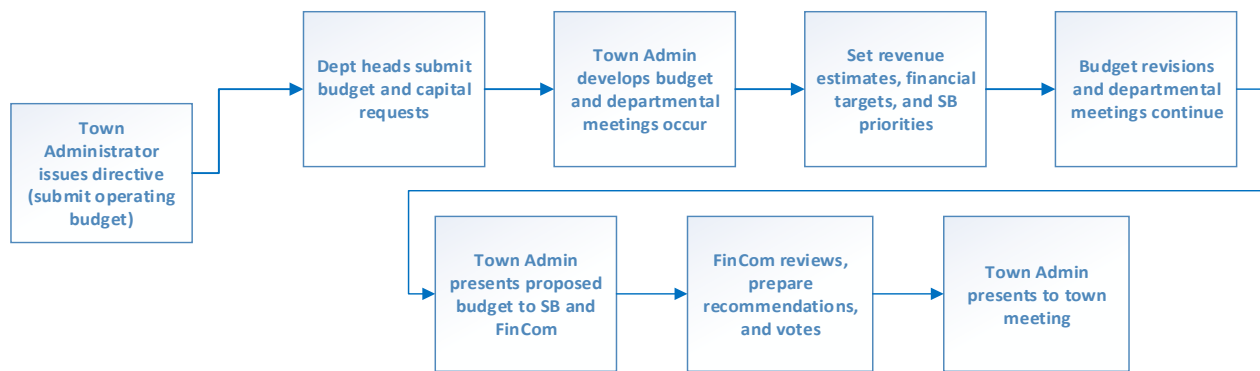 Town
Administrator
issues directive
(submit operating
budget)
Dept heads submit
budget and capital
requests
Town Admin
develops budget
and departmental
meetings occur
Set revenue
estimates, financial
targets, and SB
priorities
Budget revisions
and departmental
meetings continue
Town Admin
presents proposed
budget to SB and
FinCom
FinCom reviews,
prepare
recommendations,
and votes
Town Admin
presents to town
meeting